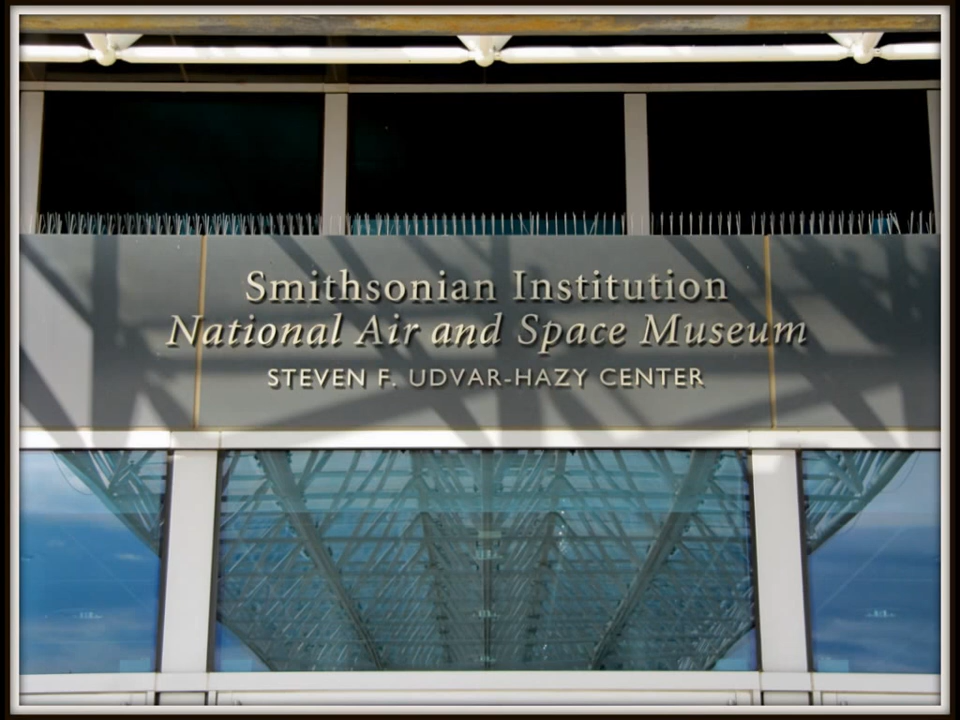 Smithsonian Institution
National Air and Space Museum
STEVEN F. UDVAR-HAZY CENTER